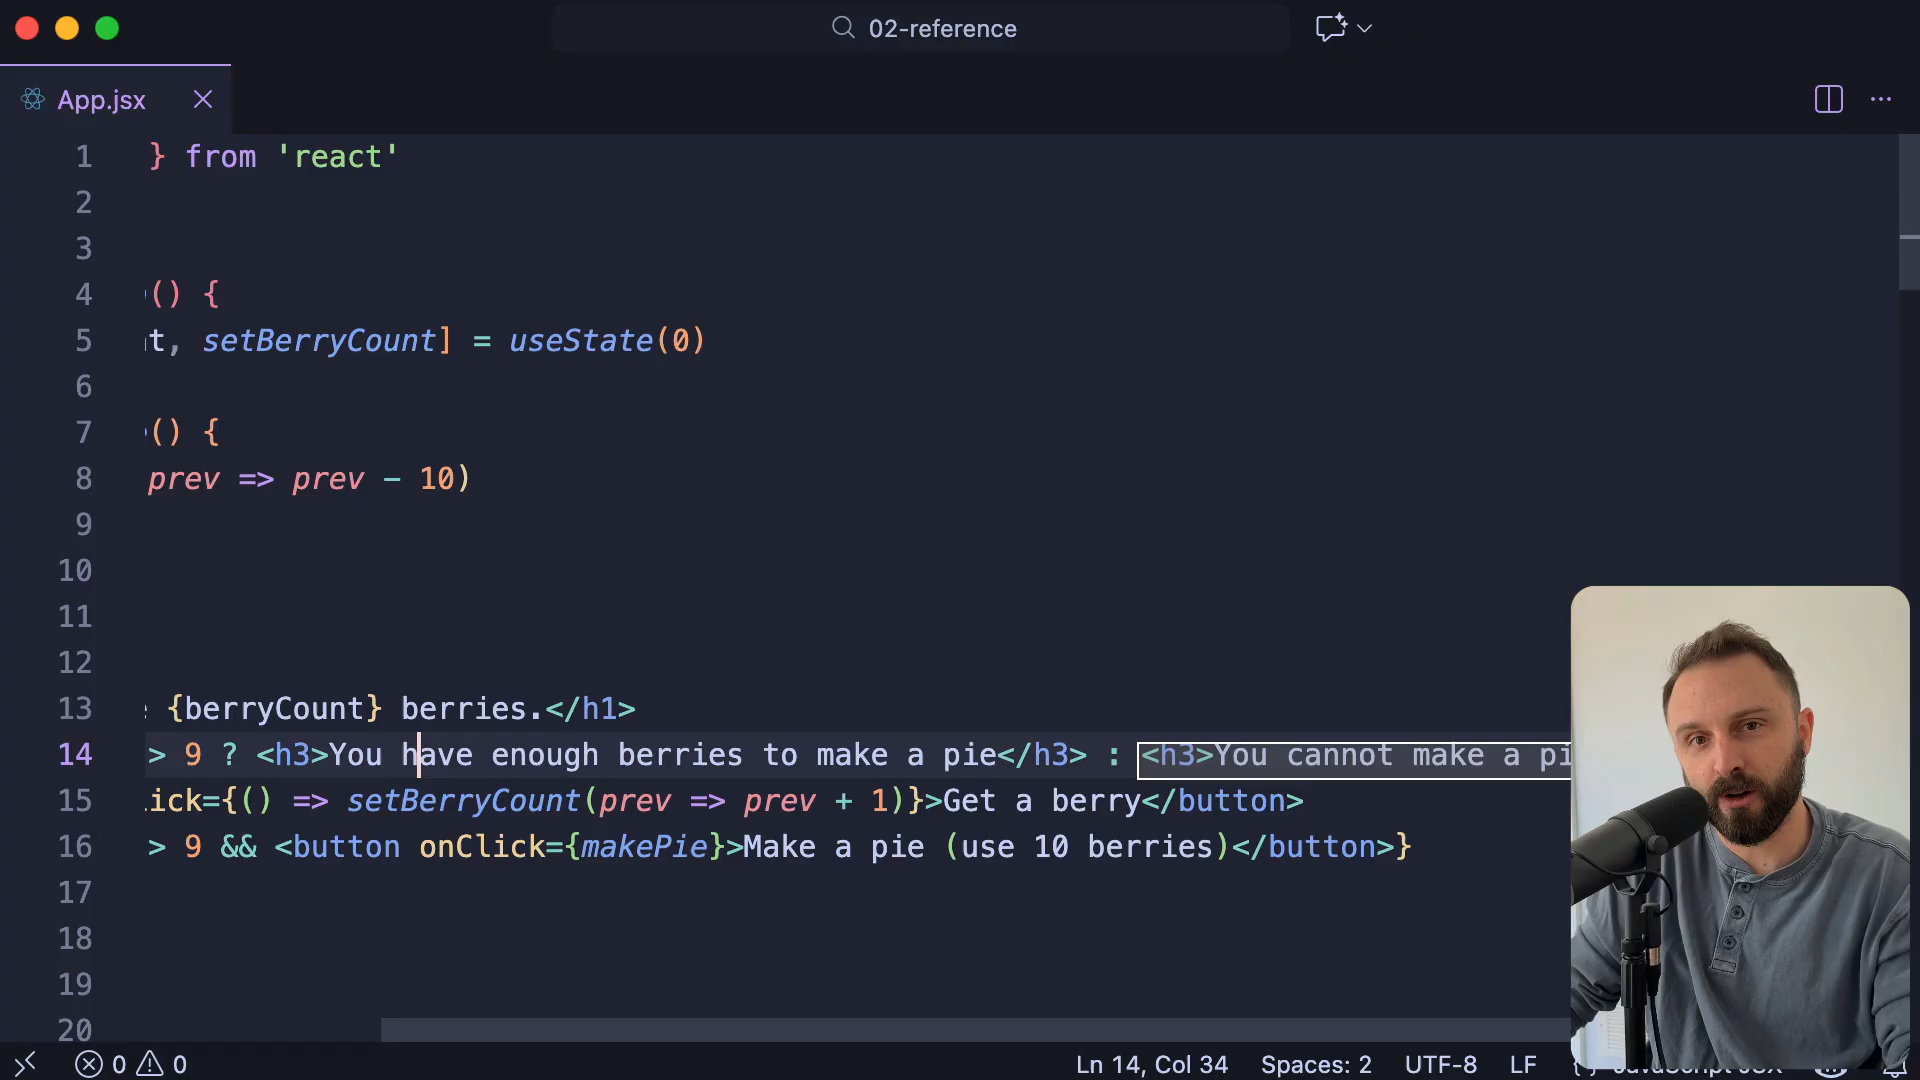 02-reference
App.jsx
1 } from 'react'
2
3
4 () {
5 t, setBerryCount] = useState(0)
6
7 () {
8 prev => prev - 10)
9
10
11
12
13 {berryCount} berries.</h1>
14 > 9 ? <h3>You have enough berries to make a pie</h3> : <h3>You cannot make a pi
15 ick={() => setBerryCount(prev => prev + 1)}>Get a berry</button>
16 > 9 && <button onClick={makePie}>Make a pie (use 10 berries)</button>}
17
18
19
20
0 0 Ln 14, Col 34 Spaces: 2 UTF-8 LF